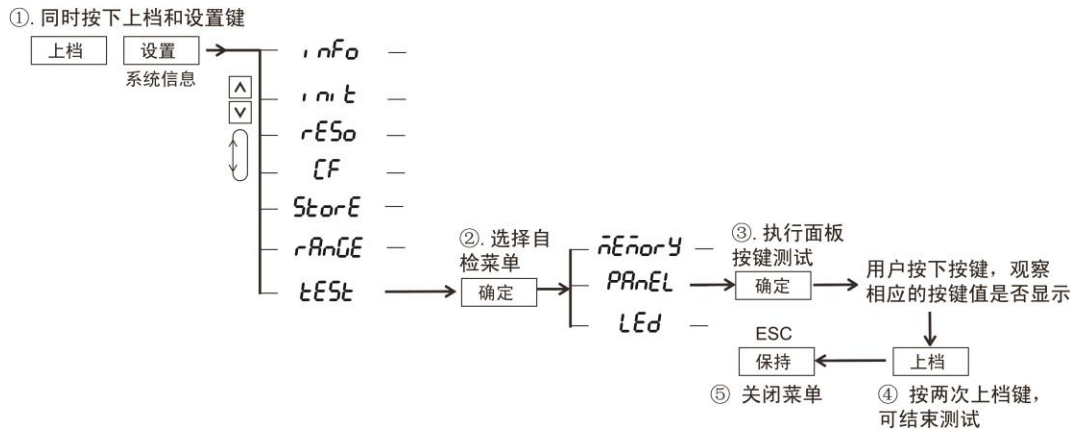 ①. 同时按下上档和设置键
上档
设置
系统信息
inFo
init
rESo
CF
StorE
rAnGE
tESt
②. 选择自
检菜单
确定
mEmorY
PAnEL
LEd
③. 执行面板
按键测试
确定
用户按下按键，观察
相应的按键值是否显示
上档
④ 按两次上档键，
可结束测试
ESC
保持
⑤ 关闭菜单